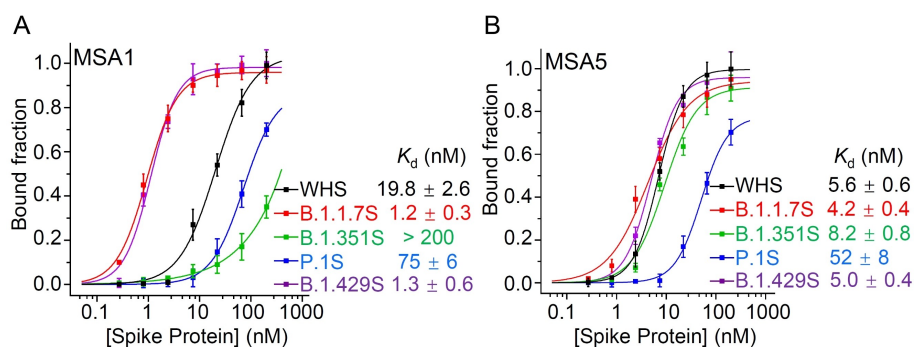 A
MSA1
Bound fraction
1.0
0.8
0.6
0.4
0.2
0.0
0.1 1 10 100 1000
[Spike Protein] (nM)
Kd (nM)
WHS 19.8 ± 2.6
B.1.1.7S 1.2 ± 0.3
B.1.351S > 200
P.1S 75 ± 6
B.1.429S 1.3 ± 0.6
B
MSA5
Bound fraction
1.0
0.8
0.6
0.4
0.2
0.0
0.1 1 10 100 1000
[Spike Protein] (nM)
Kd (nM)
WHS 5.6 ± 0.6
B.1.1.7S 4.2 ± 0.4
B.1.351S 8.2 ± 0.8
P.1S 52 ± 8
B.1.429S 5.0 ± 0.4